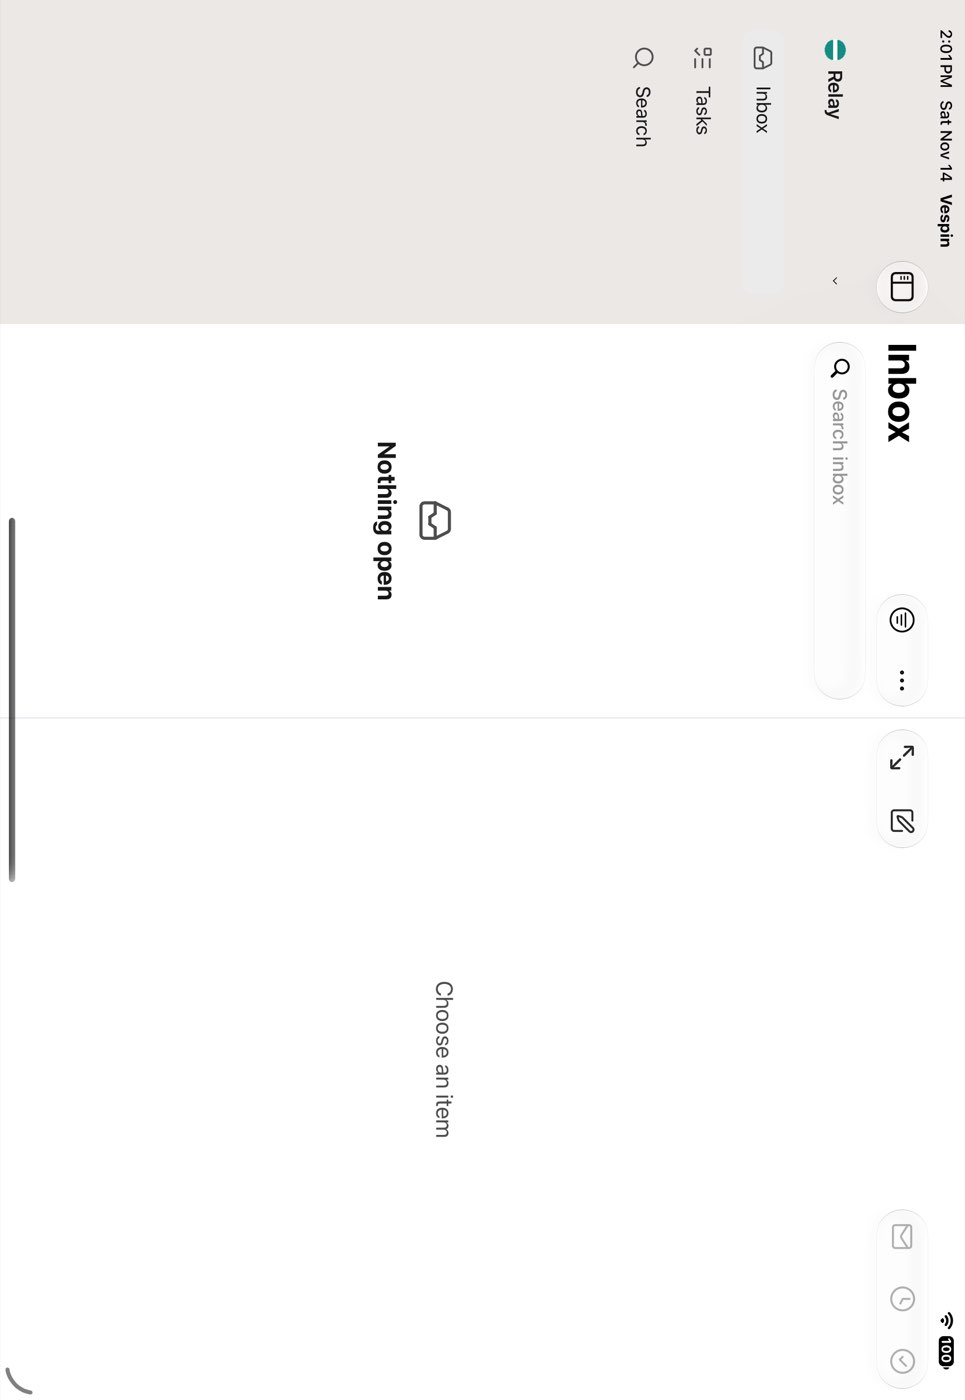 2:01 PM Sat Nov 14 Vespin
100
Relay
Inbox
Tasks
Search
Inbox
Search inbox
Nothing open
Choose an item